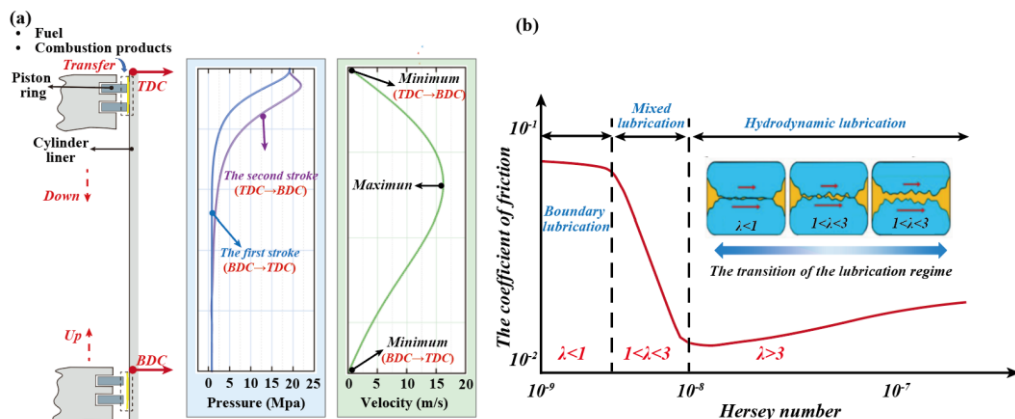 (a)
• Fuel
• Combustion products
Transfer
TDC
Piston
ring
Cylinder
liner
Down
Up
BDC
The second stroke
(TDC→BDC)
The first stroke
(BDC→TDC)
0 5 10 15 20 25
Pressure (Mpa)
Minimum
(TDC→BDC)
Maximun
Minimum
(BDC→TDC)
0 5 10 15 20
Velocity (m/s)
(b)
The coefficient of friction
10-1
10-2
Mixed
lubrication
Hydrodynamic lubrication
Boundary
lubrication
λ<1
1<λ<3
1<λ<3
The transition of the lubrication regime
λ<1
1<λ<3
λ>3
10-9
10-8
10-7
Hersey number